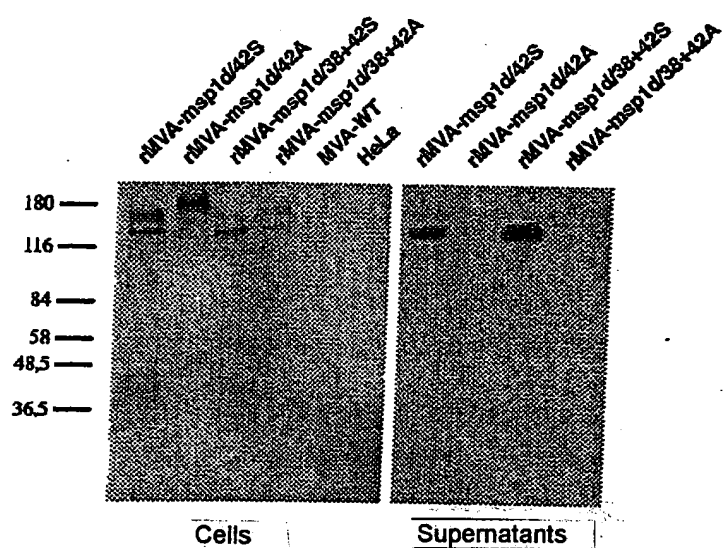 rMVA-msp1d/42S
rMVA-msp1d/42A
rMVA-msp1d/38+42S
rMVA-msp1d/38+42A
MVA-WT
HeLa
rMVA-msp1d/42S
rMVA-msp1d/42A
rMVA-msp1d/38+42S
rMVA-msp1d/38+42A
180
116
84
58
48,5
36,5
Cells
Supernatants